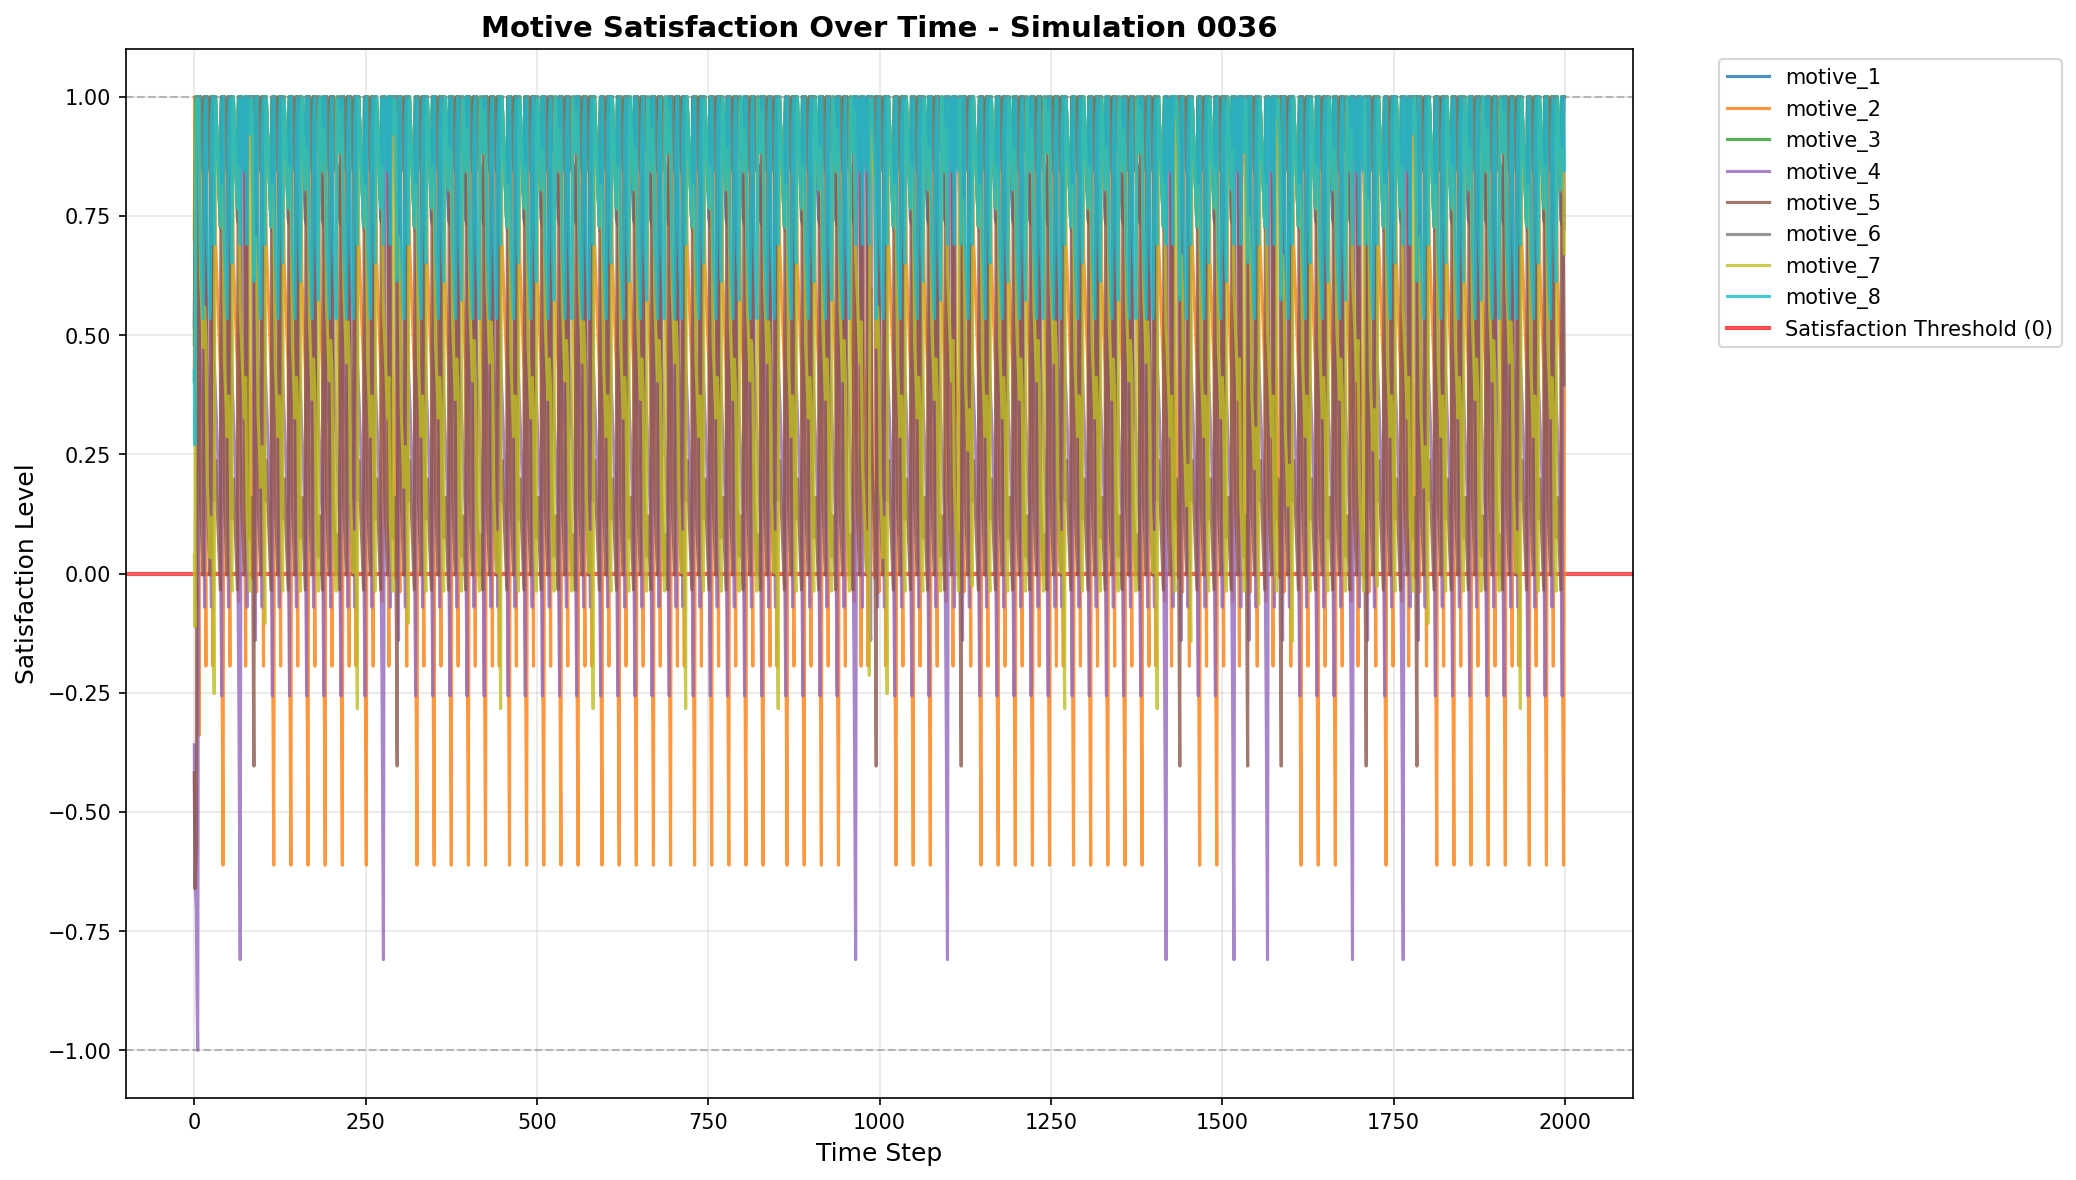 Motive Satisfaction Over Time - Simulation 0036
1.00
0.75
0.50
0.25
0.00
−0.25
−0.50
−0.75
−1.00
Satisfaction Level
0 250 500 750 1000 1250 1500 1750 2000
Time Step
motive_1
motive_2
motive_3
motive_4
motive_5
motive_6
motive_7
motive_8
Satisfaction Threshold (0)